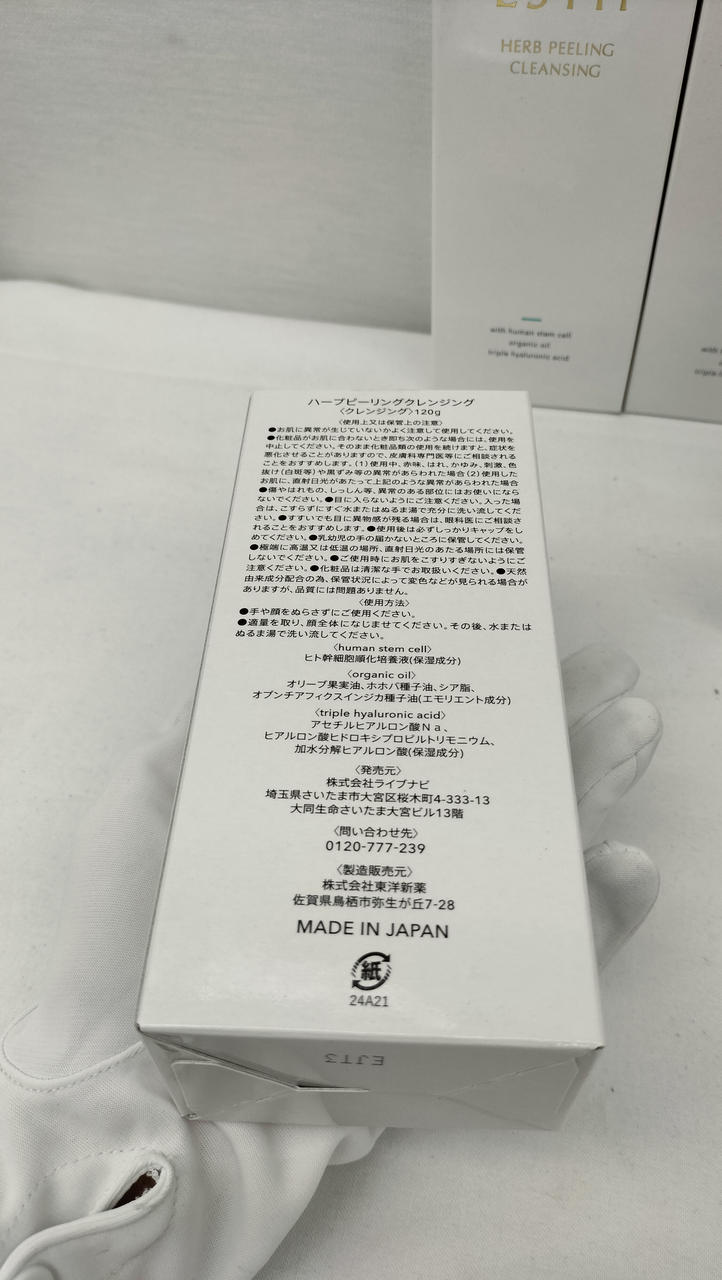 HERB PEELING
CLEANSING
with human stem cell
organic oil
triple hyaluronic acid
ハーブピーリングクレンジング
〈クレンジング〉120g
〈使用上又は保管上の注意〉
●お肌に異常が生じていないかよく注意して使用してください。
●化粧品がお肌に合わないとき即ち次のような場合には、使用を
中止してください。そのまま化粧品類の使用を続けますと、症状を
悪化させることがありますので、皮膚科専門医等にご相談される
ことをおすすめします。(1)使用中、赤味、はれ、かゆみ、刺激、色
抜け(白斑等)や黒ずみ等の異常があらわれた場合(2)使用した
お肌に、直射日光があたって上記のような異常があらわれた場合
●傷やはれもの、しっしん等、異常のある部位にはお使いになら
ないでください。●目に入らないようにご注意ください。入った場
合は、こすらずにすぐ水またはぬるま湯で充分に洗い流してくだ
さい。●すすいでも目に異物感が残る場合は、眼科医にご相談さ
れることをおすすめします。●使用後は必ずしっかりキャップをし
めてください。●乳幼児の手の届かないところに保管してください。
●極端に高温又は低温の場所、直射日光のあたる場所には保管
しないでください。●ご使用時にお肌をこすりすぎないようにご
注意ください。●化粧品は清潔な手でお取扱いください。●天然
由来成分配合の為、保管状況によって変色などが見られる場合が
ありますが、品質には問題ありません。
〈使用方法〉
●手や顔をぬらさずにご使用ください。
●適量を取り、顔全体になじませてください。その後、水または
ぬるま湯で洗い流してください。
〈human stem cell〉
ヒト幹細胞順化培養液(保湿成分)
〈organic oil〉
オリーブ果実油、ホホバ種子油、シア脂、
オプンチアフィクスインジカ種子油(エモリエント成分)
〈triple hyaluronic acid〉
アセチルヒアルロン酸Ｎａ、
ヒアルロン酸ヒドロキシプロピルトリモニウム、
加水分解ヒアルロン酸(保湿成分)
〈発売元〉
株式会社ライブナビ
埼玉県さいたま市大宮区桜木町4-333-13
大同生命さいたま大宮ビル13階
〈問い合わせ先〉
0120-777-239
〈製造販売元〉
株式会社東洋新薬
佐賀県鳥栖市弥生が丘7-28
MADE IN JAPAN
紙
24A21
EJT3